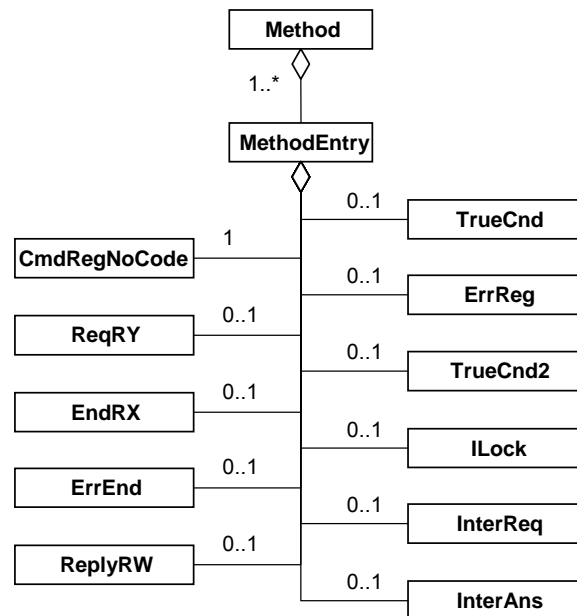 Method
1..*
MethodEntry
0..1
TrueCnd
1
CmdRegNoCode
0..1
ErrReg
0..1
ReqRY
0..1
TrueCnd2
0..1
EndRX
0..1
ILock
0..1
ErrEnd
0..1
InterReq
0..1
ReplyRW
0..1
InterAns